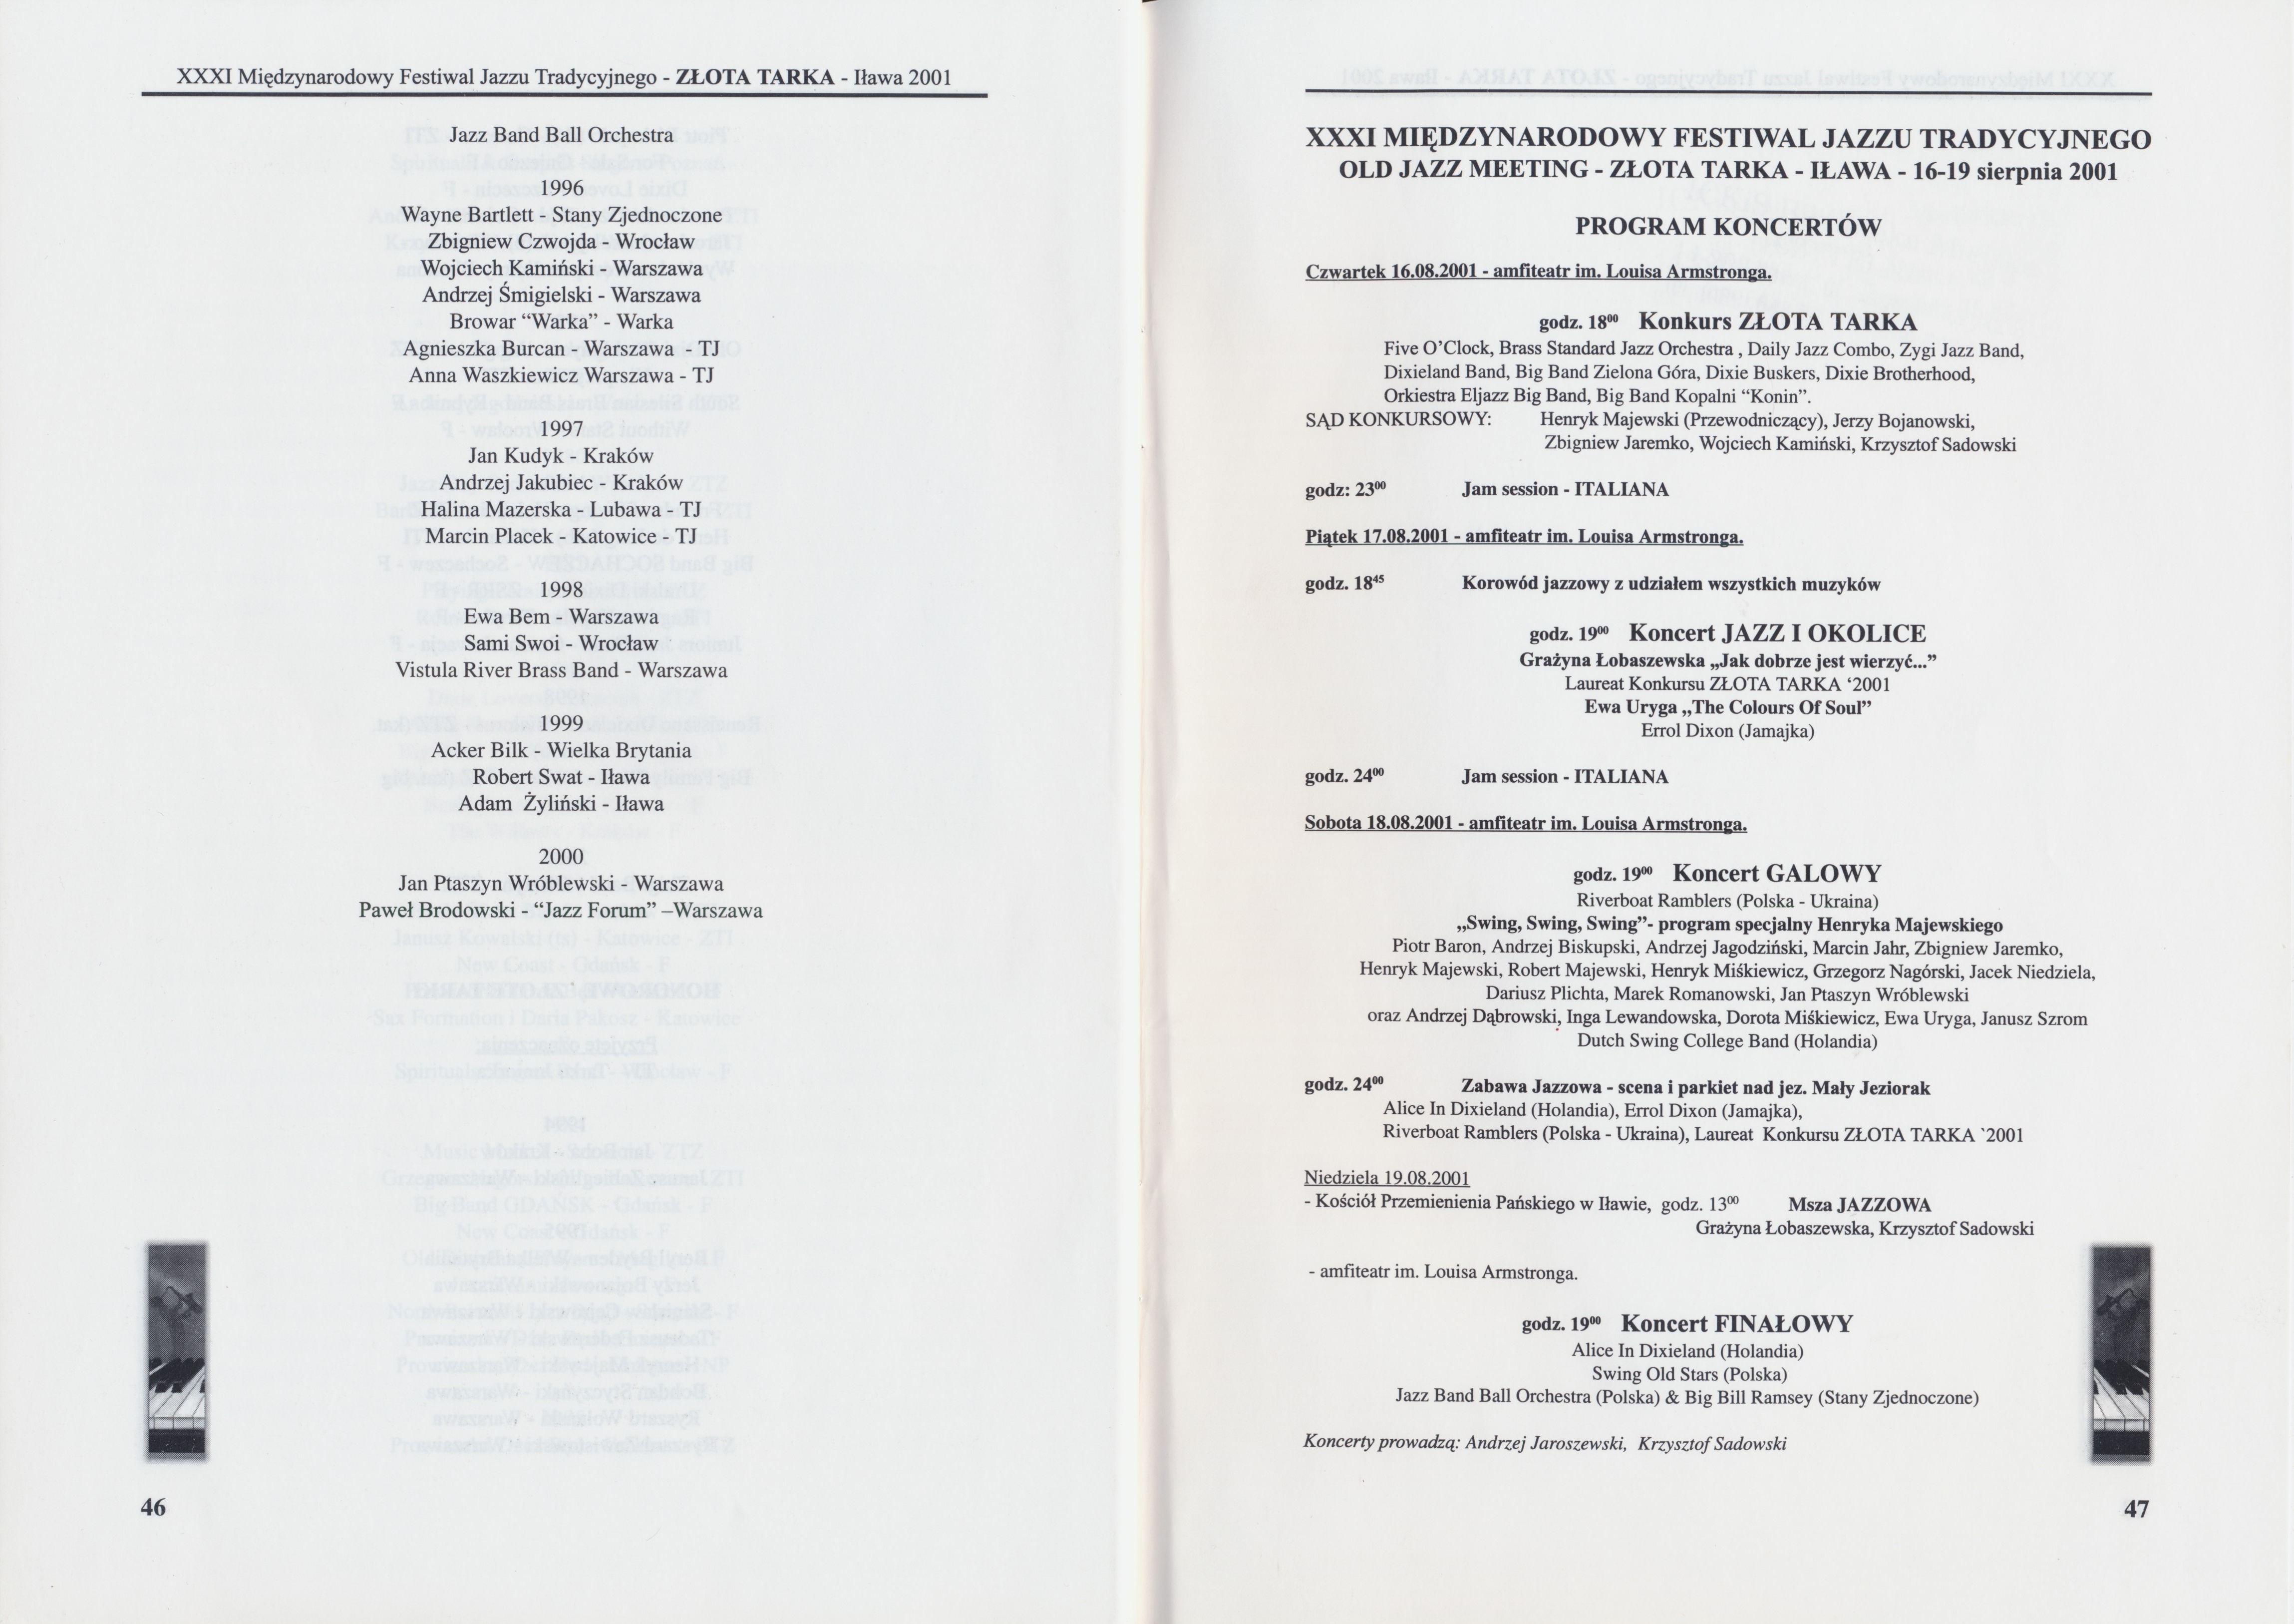 XXXI Międzynarodowy Festiwal Jazzu Tradycyjnego - ZŁOTA TARKA - Iława 2001
Jazz Band Ball Orchestra
1996
Wayne Bartlett - Stany Zjednoczone
Zbigniew Czwojda - Wrocław
Wojciech Kamiński - Warszawa
Andrzej Śmigielski - Warszawa
Browar “Warka” - Warka
Agnieszka Burcan - Warszawa - TJ
Anna Waszkiewicz Warszawa - TJ
1997
Jan Kudyk - Kraków
Andrzej Jakubiec - Kraków
Halina Mazerska - Lubawa - TJ
Marcin Placek - Katowice - TJ
1998
Ewa Bem - Warszawa
Sami Swoi - Wrocław
Vistula River Brass Band - Warszawa
1999
Acker Bilk - Wielka Brytania
Robert Swat - Iława
Adam Żyliński - Iława
2000
Jan Ptaszyn Wróblewski - Warszawa
Paweł Brodowski - “Jazz Forum” –Warszawa
46
XXXI MIĘDZYNARODOWY FESTIWAL JAZZU TRADYCYJNEGO
OLD JAZZ MEETING - ZŁOTA TARKA - IŁAWA - 16-19 sierpnia 2001
PROGRAM KONCERTÓW
Czwartek 16.08.2001 - amfiteatr im. Louisa Armstronga.
godz. 18⁰⁰ Konkurs ZŁOTA TARKA
Five O’Clock, Brass Standard Jazz Orchestra , Daily Jazz Combo, Zygi Jazz Band,
Dixieland Band, Big Band Zielona Góra, Dixie Buskers, Dixie Brotherhood,
Orkiestra Eljazz Big Band, Big Band Kopalni “Konin”.
SĄD KONKURSOWY: Henryk Majewski (Przewodniczący), Jerzy Bojanowski,
Zbigniew Jaremko, Wojciech Kamiński, Krzysztof Sadowski
godz: 23⁰⁰ Jam session - ITALIANA
Piątek 17.08.2001 - amfiteatr im. Louisa Armstronga.
godz. 18⁴⁵ Korowód jazzowy z udziałem wszystkich muzyków
godz. 19⁰⁰ Koncert JAZZ I OKOLICE
Grażyna Łobaszewska „Jak dobrze jest wierzyć...”
Laureat Konkursu ZŁOTA TARKA ‘2001
Ewa Uryga „The Colours Of Soul”
Errol Dixon (Jamajka)
godz. 24⁰⁰ Jam session - ITALIANA
Sobota 18.08.2001 - amfiteatr im. Louisa Armstronga.
godz. 19⁰⁰ Koncert GALOWY
Riverboat Ramblers (Polska - Ukraina)
„Swing, Swing, Swing”- program specjalny Henryka Majewskiego
Piotr Baron, Andrzej Biskupski, Andrzej Jagodziński, Marcin Jahr, Zbigniew Jaremko,
Henryk Majewski, Robert Majewski, Henryk Miśkiewicz, Grzegorz Nagórski, Jacek Niedziela,
Dariusz Plichta, Marek Romanowski, Jan Ptaszyn Wróblewski
oraz Andrzej Dąbrowski, Inga Lewandowska, Dorota Miśkiewicz, Ewa Uryga, Janusz Szrom
Dutch Swing College Band (Holandia)
godz. 24⁰⁰ Zabawa Jazzowa - scena i parkiet nad jez. Mały Jeziorak
Alice In Dixieland (Holandia), Errol Dixon (Jamajka),
Riverboat Ramblers (Polska - Ukraina), Laureat Konkursu ZŁOTA TARKA `2001
Niedziela 19.08.2001
- Kościół Przemienienia Pańskiego w Iławie, godz. 13⁰⁰ Msza JAZZOWA
Grażyna Łobaszewska, Krzysztof Sadowski
- amfiteatr im. Louisa Armstronga.
godz. 19⁰⁰ Koncert FINAŁOWY
Alice In Dixieland (Holandia)
Swing Old Stars (Polska)
Jazz Band Ball Orchestra (Polska) & Big Bill Ramsey (Stany Zjednoczone)
Koncerty prowadzą: Andrzej Jaroszewski, Krzysztof Sadowski
47